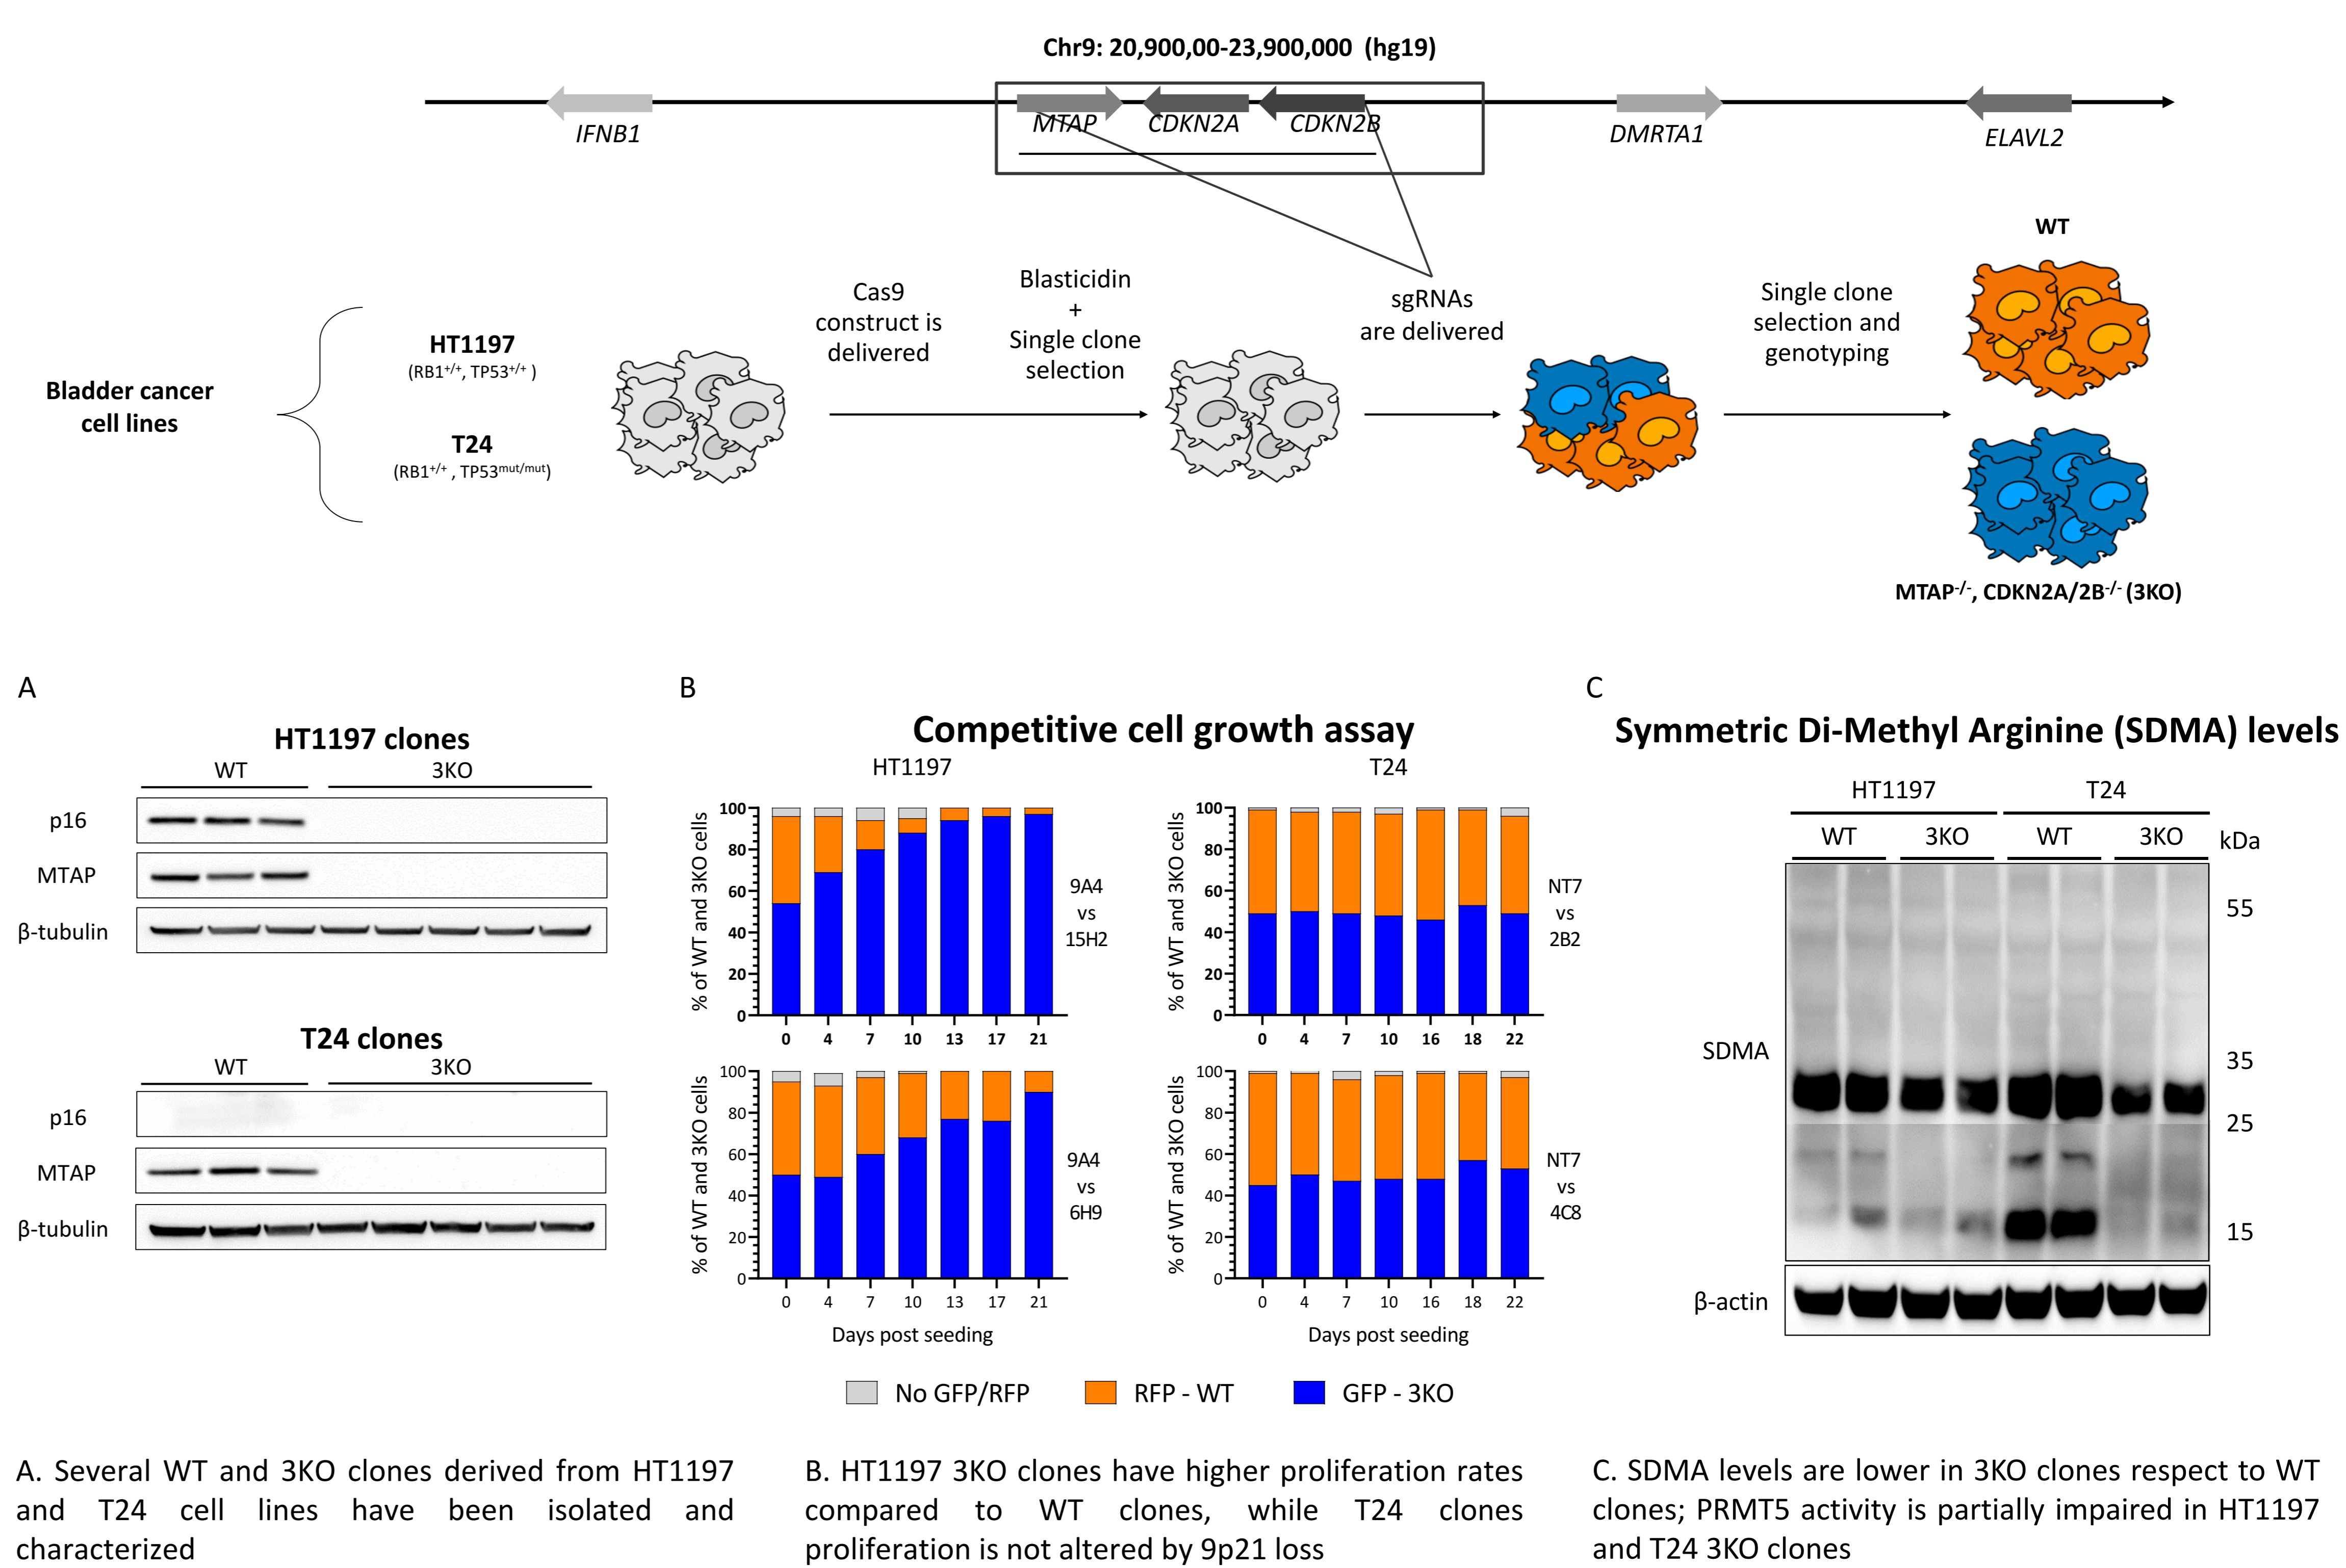 Chr9: 20,900,00-23,900,000 (hg19)
IFNB1
MTAP
CDKN2A
CDKN2B
DMRTA1
ELAVL2
Bladder cancer
cell lines
HT1197
(RB1+/+, TP53+/+ )
T24
(RB1+/+ , TP53mut/mut)
Cas9
construct is
delivered
Blasticidin
+
Single clone
selection
sgRNAs
are delivered
Single clone
selection and
genotyping
WT
MTAP-/-, CDKN2A/2B-/- (3KO)
A
HT1197 clones
WT 3KO
p16
MTAP
β-tubulin
T24 clones
WT 3KO
p16
MTAP
β-tubulin
B
Competitive cell growth assay
HT1197
% of WT and 3KO cells
100
80
60
40
20
0
0 4 7 10 13 17 21
9A4
vs
15H2
T24
% of WT and 3KO cells
100
80
60
40
20
0
0 4 7 10 16 18 22
NT7
vs
2B2
% of WT and 3KO cells
100
80
60
40
20
0
0 4 7 10 13 17 21
Days post seeding
9A4
vs
6H9
% of WT and 3KO cells
100
80
60
40
20
0
0 4 7 10 16 18 22
Days post seeding
NT7
vs
4C8
No GFP/RFP RFP - WT GFP - 3KO
C
Symmetric Di-Methyl Arginine (SDMA) levels
HT1197 T24
WT 3KO WT 3KO kDa
55
SDMA
35
25
15
β-actin
A. Several WT and 3KO clones derived from HT1197
and T24 cell lines have been isolated and
characterized
B. HT1197 3KO clones have higher proliferation rates
compared to WT clones, while T24 clones
proliferation is not altered by 9p21 loss
C. SDMA levels are lower in 3KO clones respect to WT
clones; PRMT5 activity is partially impaired in HT1197
and T24 3KO clones